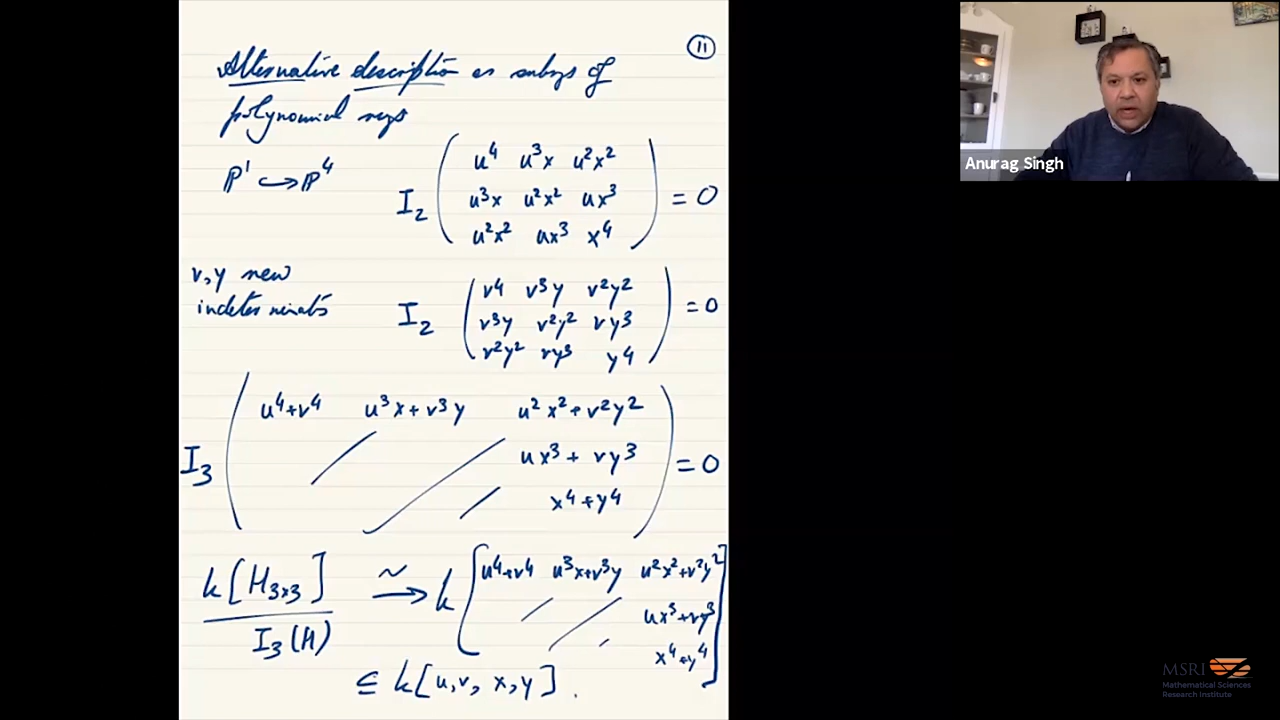 11
Alternative description as subrgs of
polynomial rngs
P¹ ↪ P⁴
I₂ ( u⁴ u³x u²x²
u³x u²x² ux³
u²x² ux³ x⁴ ) = 0
v, y new
indeterminates
I₂ ( v⁴ v³y v²y²
v³y v²y² vy³
v²y² vy³ y⁴ ) = 0
I₃ ( u⁴+v⁴ u³x+v³y u²x²+v²y²
ux³+vy³
x⁴+y⁴ ) = 0
k[H₃ₓ₃] / I₃(H) ~→ k [ u⁴+v⁴ u³x+v³y u²x²+v²y²
ux³+vy³
x⁴+y⁴ ]
⊆ k[u,v, x,y].
Anurag Singh
MSRI
Mathematical Sciences
Research Institute